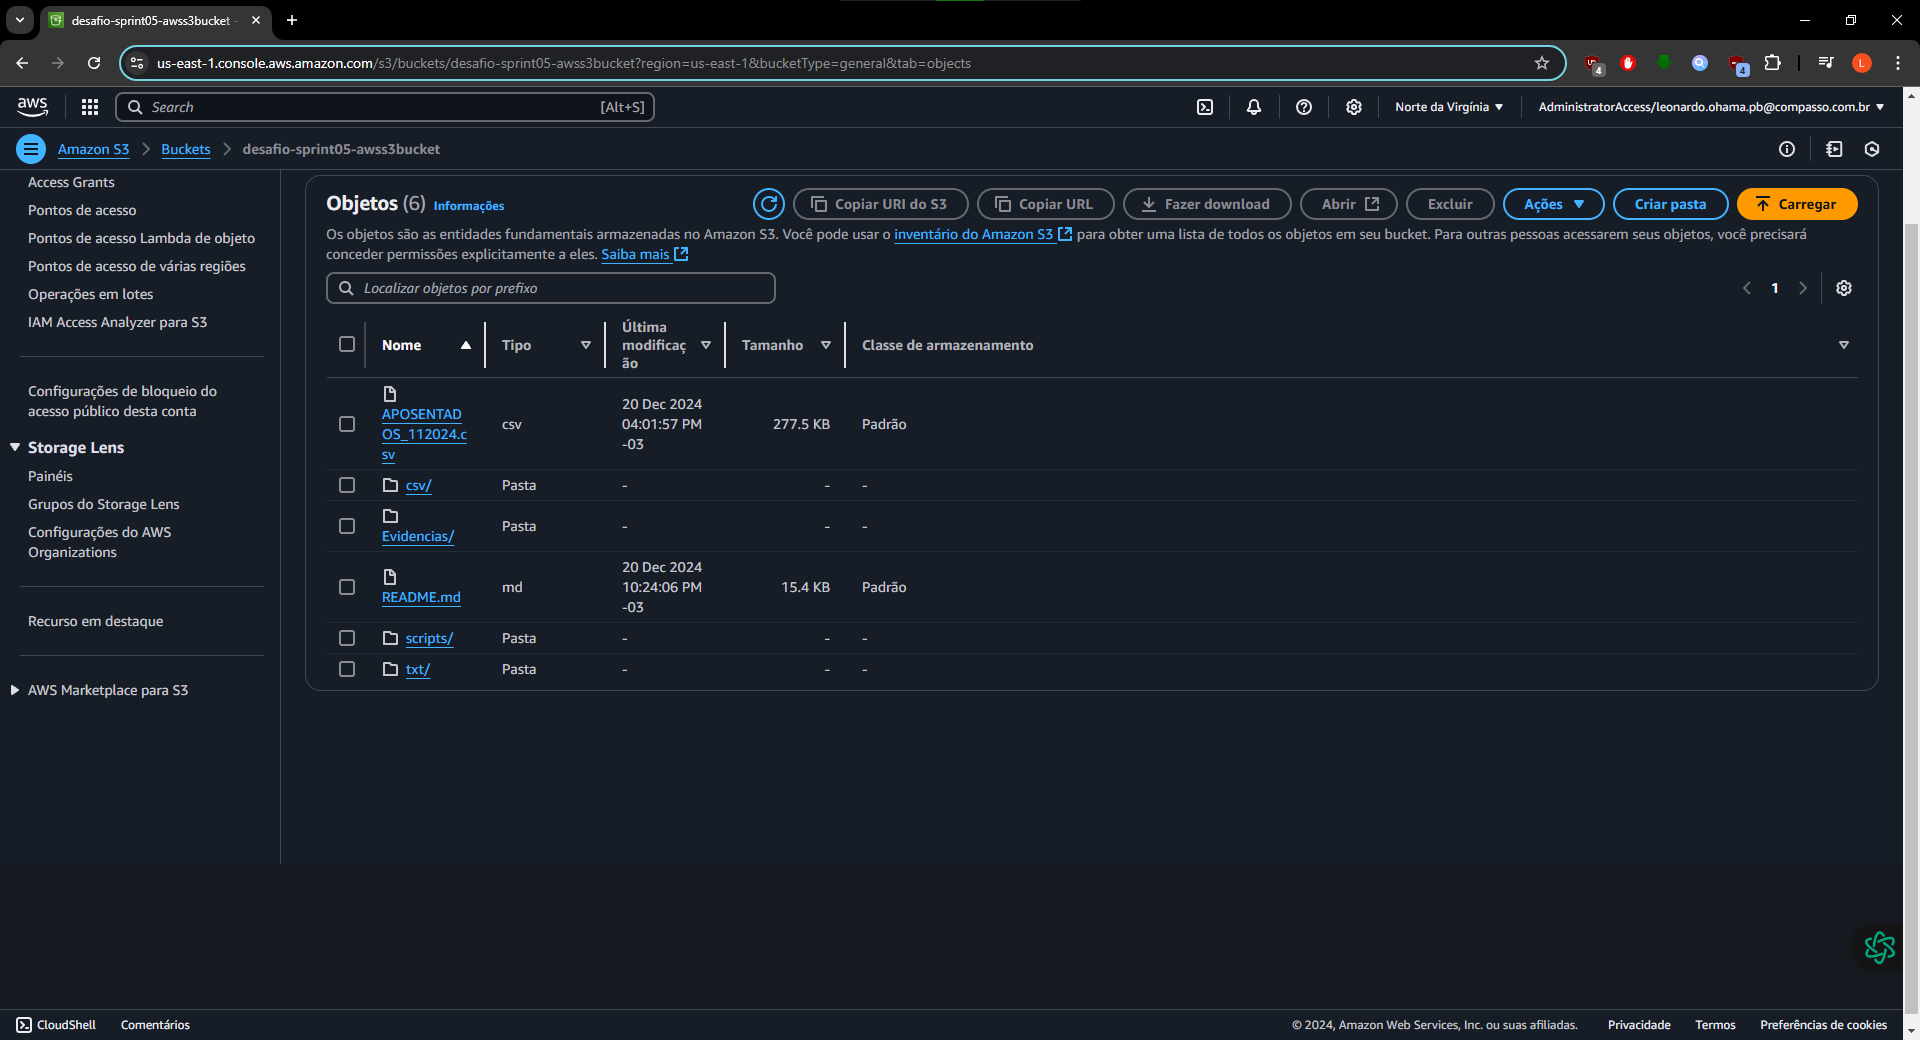 desafio-sprint05-awss3bucket -
us-east-1.console.aws.amazon.com/s3/buckets/desafio-sprint05-awss3bucket?region=us-east-1&bucketType=general&tab=objects
4
4
L
aws
Search
[Alt+S]
Norte da Virgínia
AdministratorAccess/leonardo.ohama.pb@compasso.com.br
Amazon S3
Buckets
desafio-sprint05-awss3bucket
Access Grants
Pontos de acesso
Pontos de acesso Lambda de objeto
Pontos de acesso de várias regiões
Operações em lotes
IAM Access Analyzer para S3
Configurações de bloqueio do
acesso público desta conta
Storage Lens
Painéis
Grupos do Storage Lens
Configurações do AWS
Organizations
Recurso em destaque
AWS Marketplace para S3
Objetos (6) Informações
Copiar URI do S3
Copiar URL
Fazer download
Abrir
Excluir
Ações
Criar pasta
Carregar
Os objetos são as entidades fundamentais armazenadas no Amazon S3. Você pode usar o inventário do Amazon S3 para obter uma lista de todos os objetos em seu bucket. Para outras pessoas acessarem seus objetos, você precisará
conceder permissões explicitamente a eles. Saiba mais
Localizar objetos por prefixo
1
Nome
Tipo
Última
modificaç
ão
Tamanho
Classe de armazenamento
APOSENTAD
OS_112024.c
sv
csv
20 Dec 2024
04:01:57 PM
-03
277.5 KB
Padrão
csv/
Pasta
-
-
-
Evidencias/
Pasta
-
-
-
README.md
md
20 Dec 2024
10:24:06 PM
-03
15.4 KB
Padrão
scripts/
Pasta
-
-
-
txt/
Pasta
-
-
-
CloudShell
Comentários
© 2024, Amazon Web Services, Inc. ou suas afiliadas.
Privacidade
Termos
Preferências de cookies